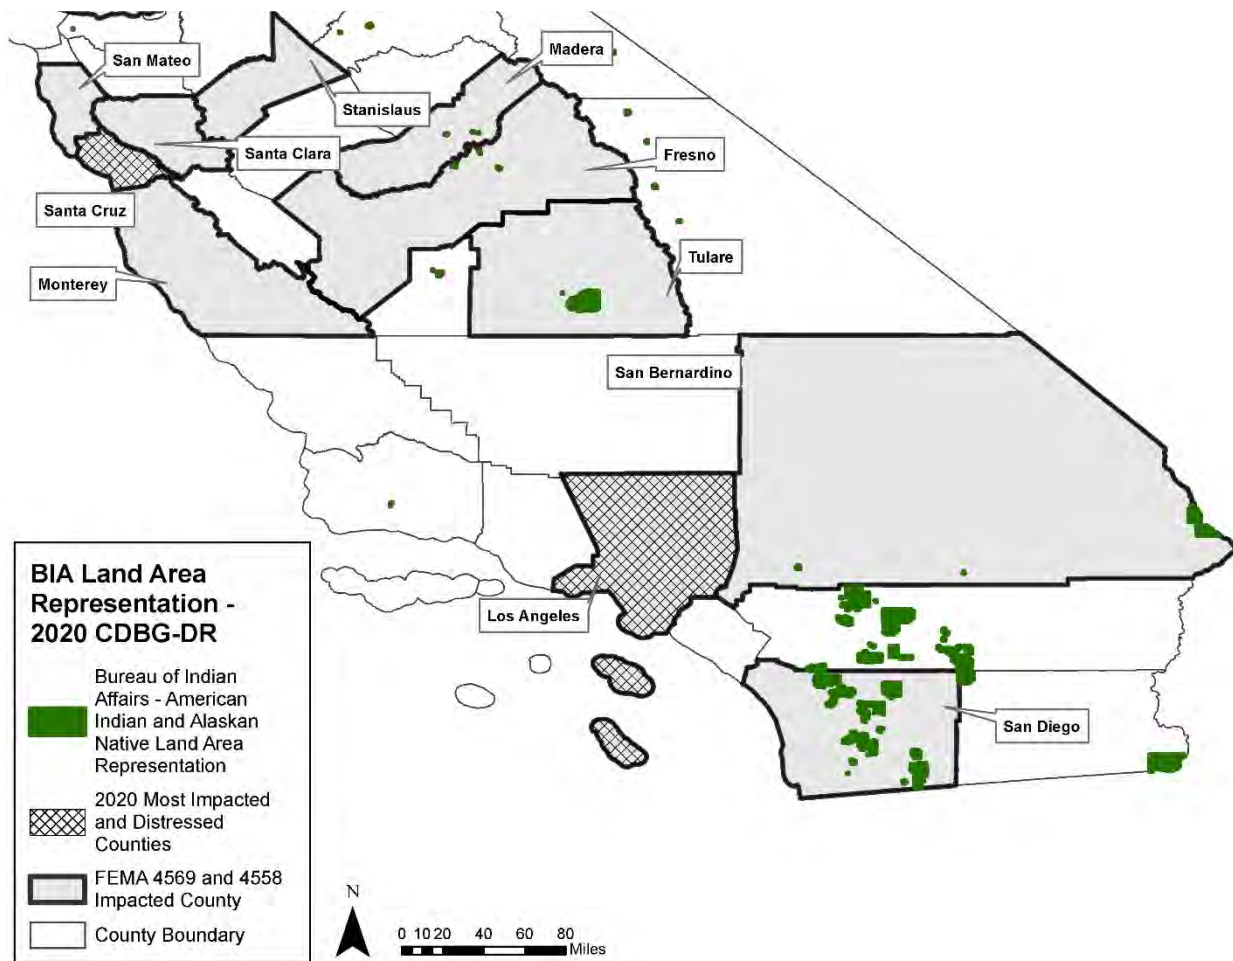 Madera
San Mateo
Stanislaus
Santa Clara
Fresno
Santa Cruz
Tulare
Monterey
San Bernardino
Los Angeles
San Diego
BIA Land Area
Representation -
2020 CDBG-DR
Bureau of Indian
Affairs - American
Indian and Alaskan
Native Land Area
Representation
2020 Most Impacted
and Distressed
Counties
FEMA 4569 and 4558
Impacted County
County Boundary
N
0 10 20 40 60 80
Miles